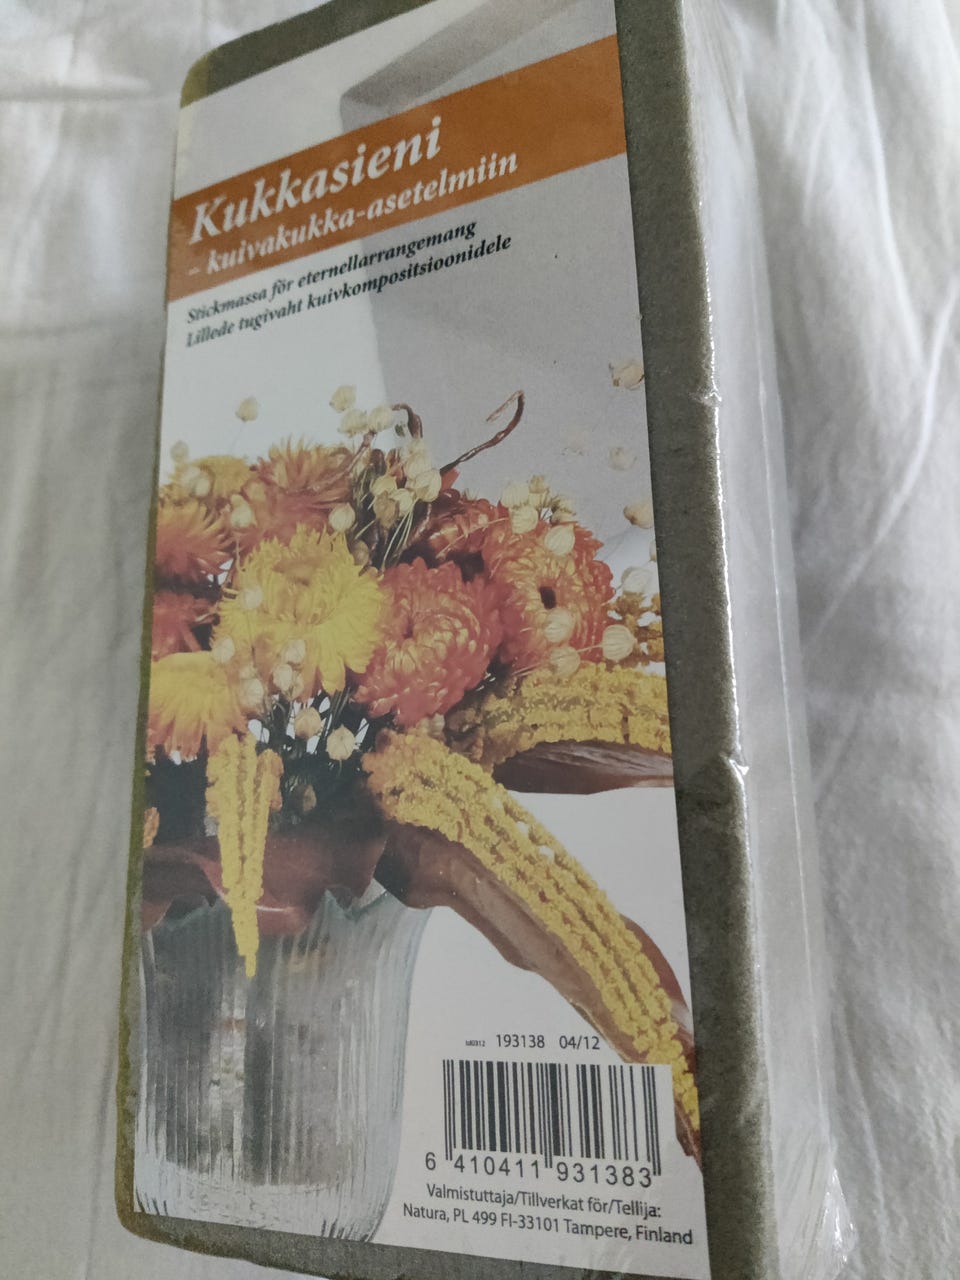 Kukkasieni
– kuivakukka-asetelmiin
Stickmassa för eternellarrangemang
Lillede tugivaht kuivkompositsioonidele
193138 04/12
6 410411 931383
Valmistuttaja/Tillverkat för/Tellija:
Natura, PL 499 FI-33101 Tampere, Finland